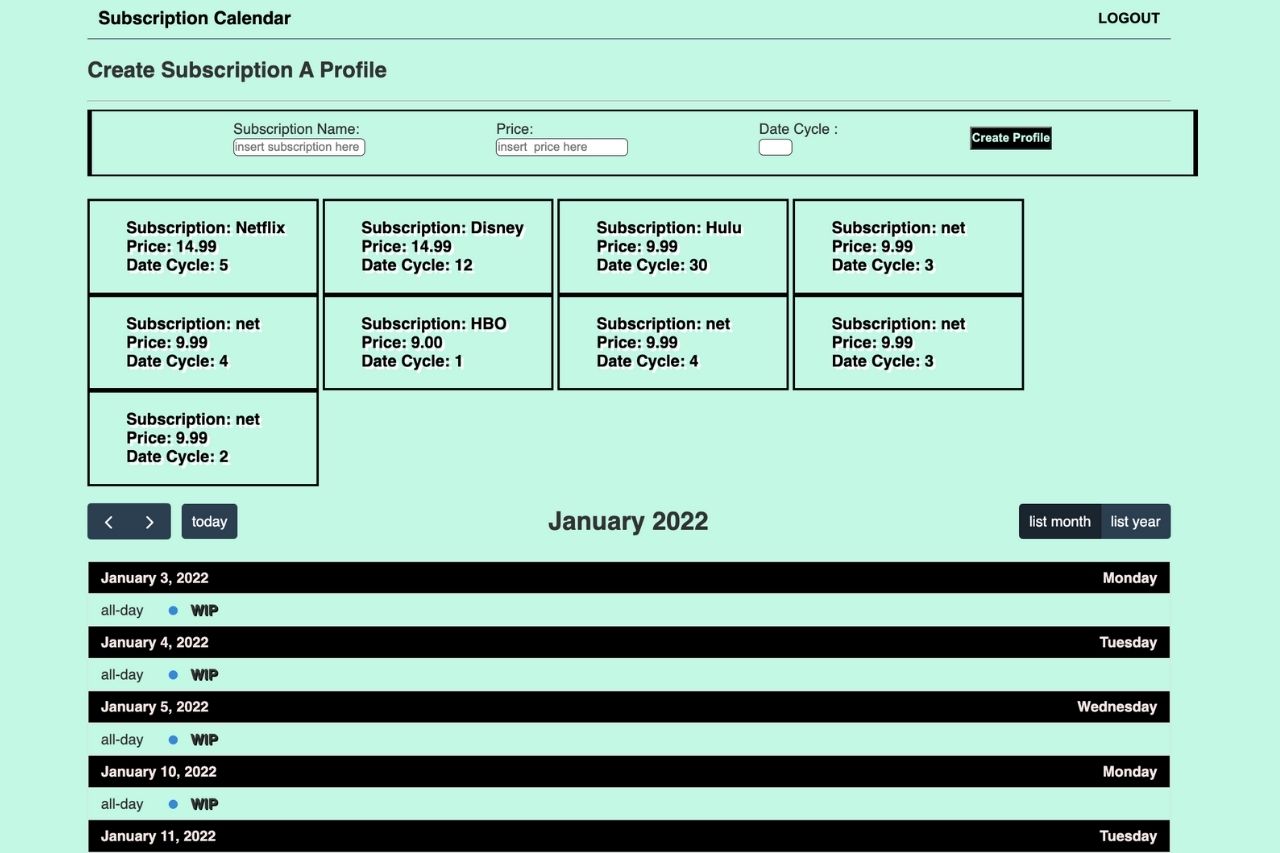 Subscription Calendar
LOGOUT
Create Subscription A Profile
Subscription Name:
insert subscription here
Price:
insert  price here
Date Cycle :
Create Profile
Subscription: Netflix
Price: 14.99
Date Cycle: 5
Subscription: Disney
Price: 14.99
Date Cycle: 12
Subscription: Hulu
Price: 9.99
Date Cycle: 30
Subscription: net
Price: 9.99
Date Cycle: 3
Subscription: net
Price: 9.99
Date Cycle: 4
Subscription: HBO
Price: 9.00
Date Cycle: 1
Subscription: net
Price: 9.99
Date Cycle: 4
Subscription: net
Price: 9.99
Date Cycle: 3
Subscription: net
Price: 9.99
Date Cycle: 2
today
January 2022
list month
list year
January 3, 2022 Monday
all-day WIP
January 4, 2022 Tuesday
all-day WIP
January 5, 2022 Wednesday
all-day WIP
January 10, 2022 Monday
all-day WIP
January 11, 2022 Tuesday